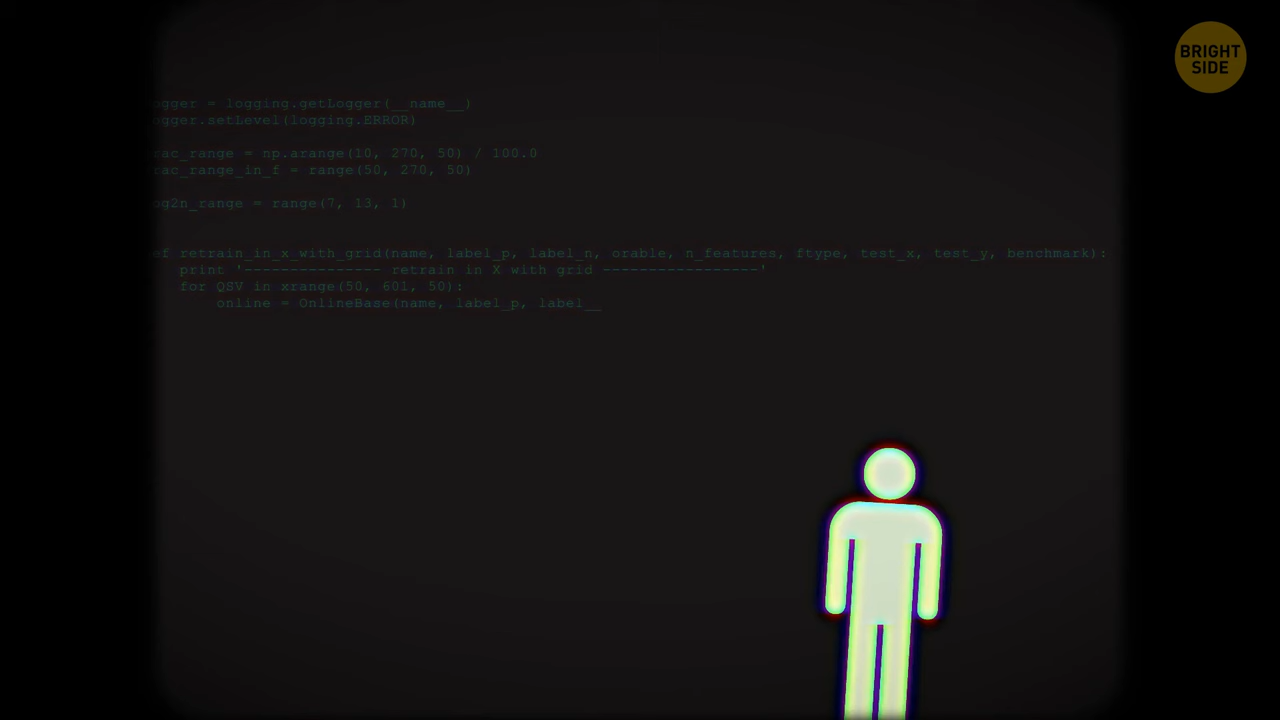 BRIGHT
SIDE
ogger = logging.getLogger(__name__)
ogger.setLevel(logging.ERROR)
rac_range = np.arange(10, 270, 50) / 100.0
rac_range_in_f = range(50, 270, 50)
og2n_range = range(7, 13, 1)
ef retrain_in_x_with_grid(name, label_p, label_n, orable, n_features, ftype, test_x, test_y, benchmark):
print '--------------- retrain in X with grid -----------------'
for QSV in xrange(50, 601, 50):
online = OnlineBase(name, label_p, label__